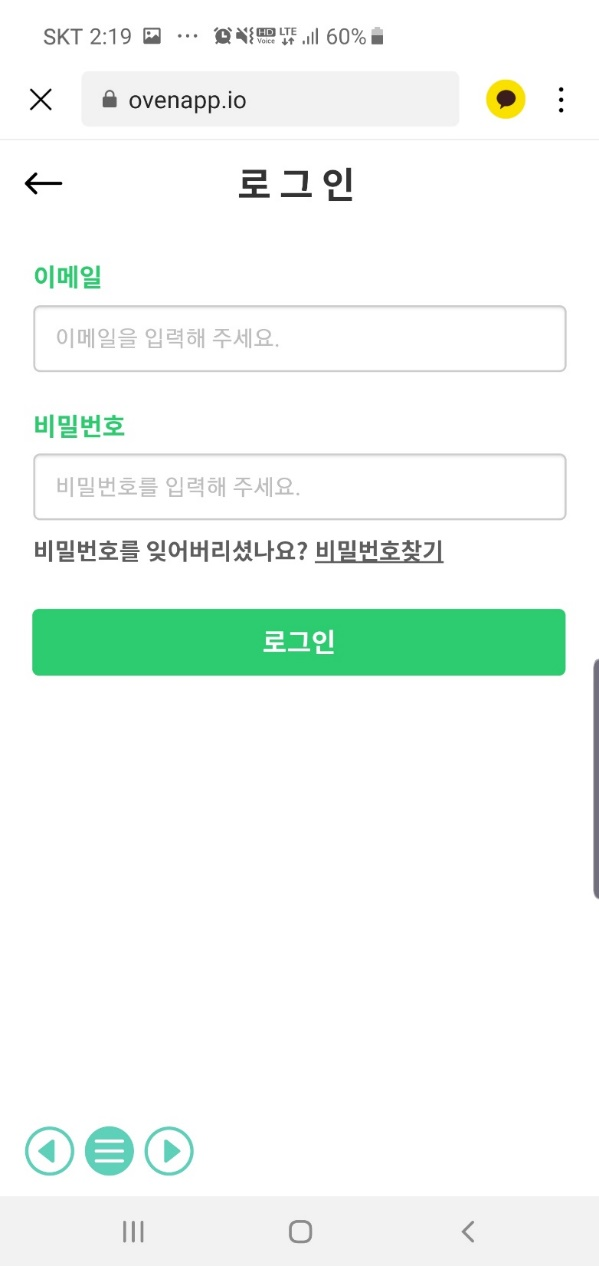 SKT 2:19 ... HD Voice LTE 60%
ovenapp.io
로그인
이메일
이메일을 입력해 주세요.
비밀번호
비밀번호를 입력해 주세요.
비밀번호를 잊어버리셨나요? 비밀번호찾기
로그인